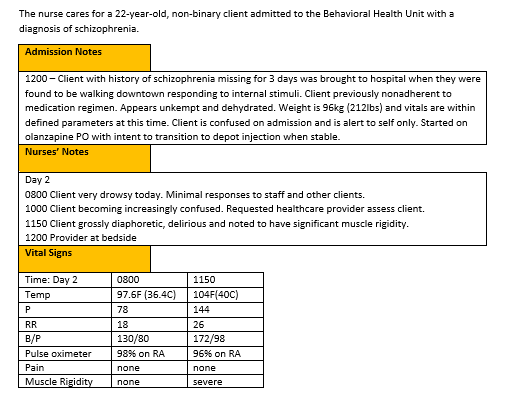 The nurse cares for a 22-year-old, non-binary client admitted to the Behavioral Health Unit with a
diagnosis of schizophrenia.
Admission Notes
1200 – Client with history of schizophrenia missing for 3 days was brought to hospital when they were
found to be walking downtown responding to internal stimuli. Client previously nonadherent to
medication regimen. Appears unkempt and dehydrated. Weight is 96kg (212lbs) and vitals are within
defined parameters at this time. Client is confused on admission and is alert to self only. Started on
olanzapine PO with intent to transition to depot injection when stable.
Nurses' Notes
Day 2
0800 Client very drowsy today. Minimal responses to staff and other clients.
1000 Client becoming increasingly confused. Requested healthcare provider assess client.
1150 Client grossly diaphoretic, delirious and noted to have significant muscle rigidity.
1200 Provider at bedside
Vital Signs
Time: Day 2 0800 1150
Temp 97.6F (36.4C) 104F(40C)
P 78 144
RR 18 26
B/P 130/80 172/98
Pulse oximeter 98% on RA 96% on RA
Pain none none
Muscle Rigidity none severe